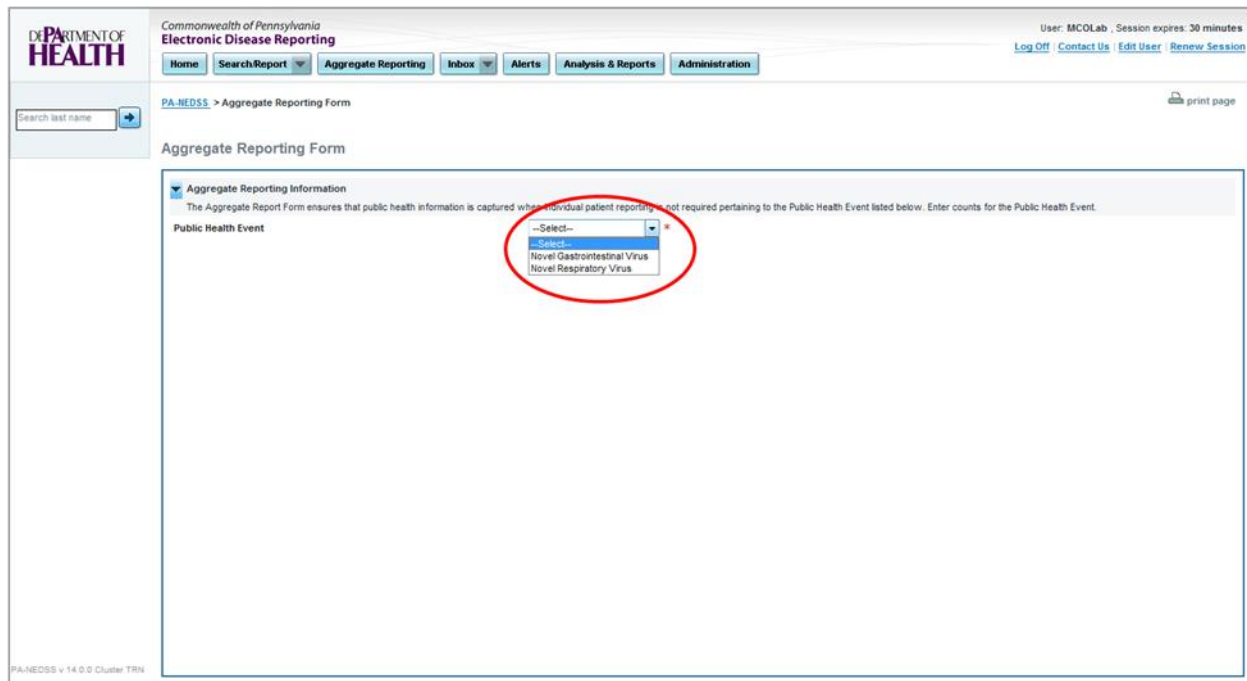 DEPARTMENT OF
HEALTH
Commonwealth of Pennsylvania
Electronic Disease Reporting
User: MCOLab , Session expires: 30 minutes
Log Off | Contact Us | Edit User | Renew Session
Home Search/Report Aggregate Reporting Inbox Alerts Analysis & Reports Administration
Search last name
PA-NEDSS > Aggregate Reporting Form
print page
Aggregate Reporting Form
Aggregate Reporting Information
The Aggregate Report Form ensures that public health information is captured when individual patient reporting is not required pertaining to the Public Health Event listed below. Enter counts for the Public Health Event.
Public Health Event
--Select-- *
--Select--
Novel Gastrointestinal Virus
Novel Respiratory Virus
PA-NEDSS v 14.0.0 Cluster TRN